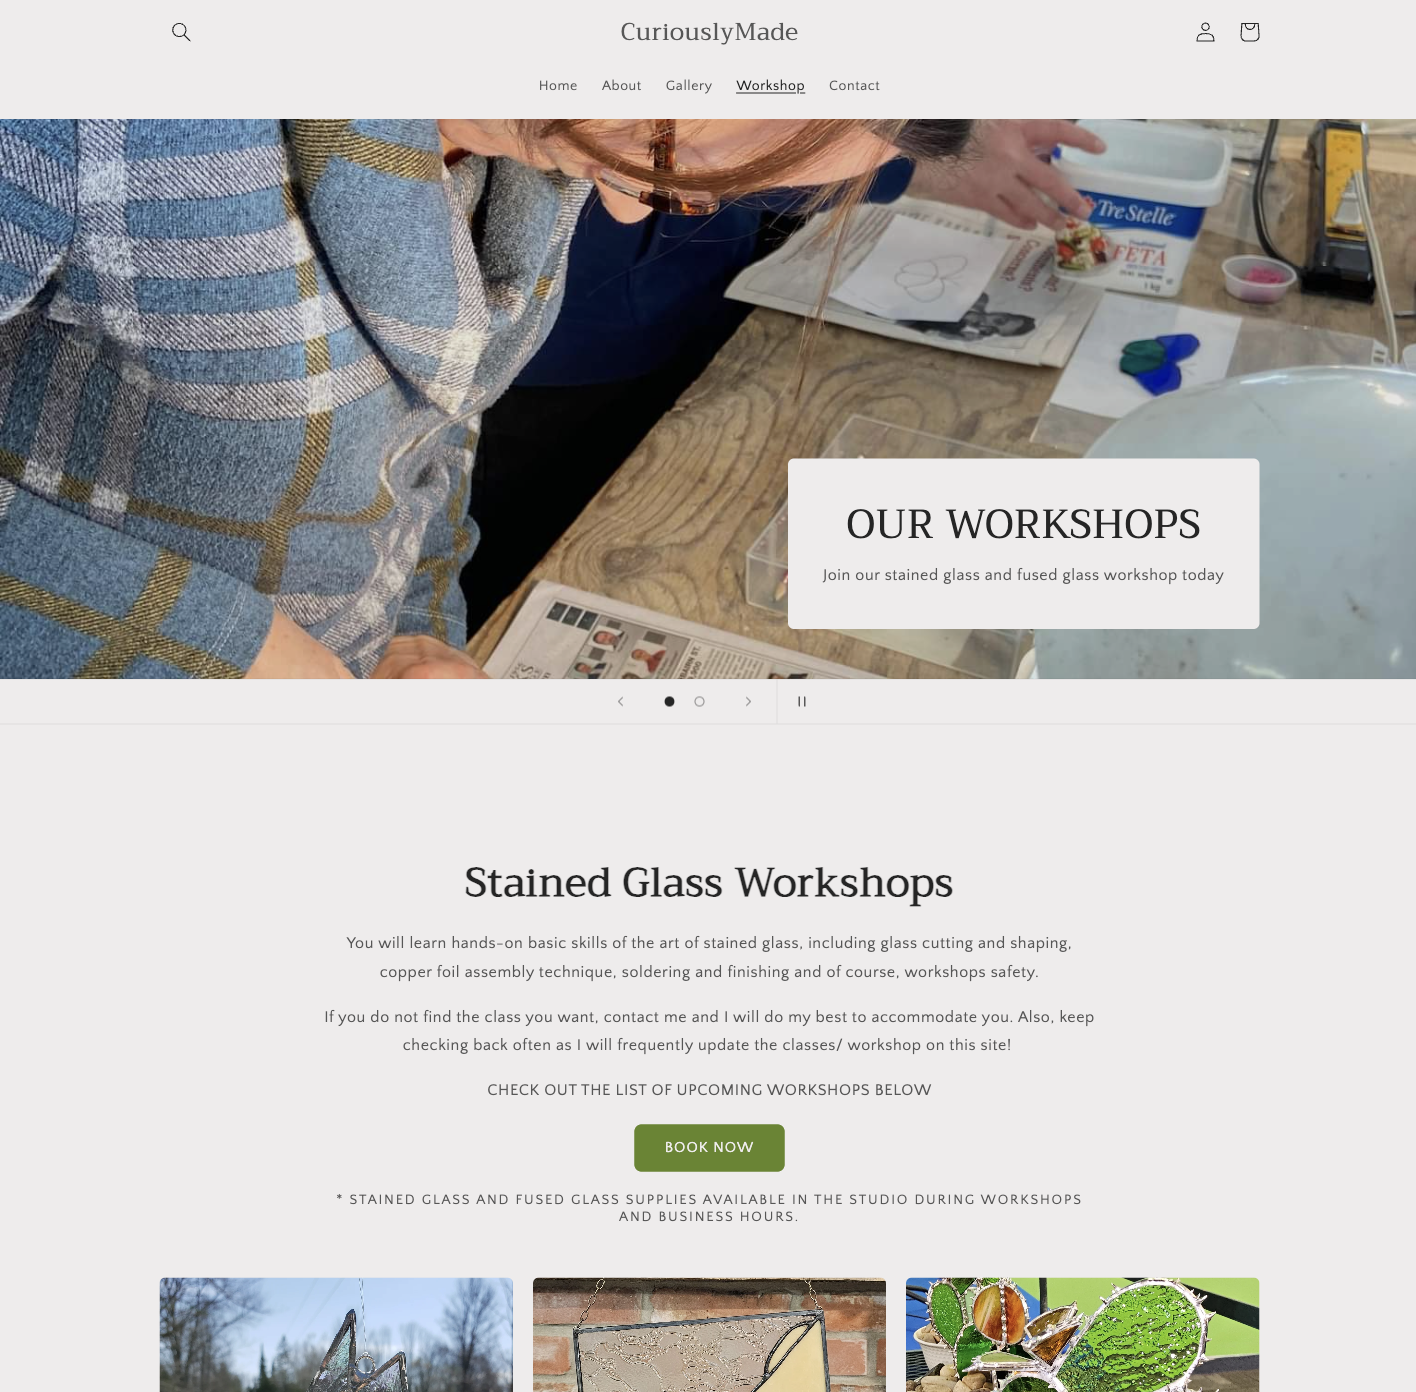 CuriouslyMade
Home About Gallery Workshop Contact
Tre Stelle
Traditional
FETA
1 kg
OUR WORKSHOPS
Join our stained glass and fused glass workshop today
Stained Glass Workshops
You will learn hands-on basic skills of the art of stained glass, including glass cutting and shaping,
copper foil assembly technique, soldering and finishing and of course, workshops safety.
If you do not find the class you want, contact me and I will do my best to accommodate you. Also, keep
checking back often as I will frequently update the classes/ workshop on this site!
CHECK OUT THE LIST OF UPCOMING WORKSHOPS BELOW
BOOK NOW
* STAINED GLASS AND FUSED GLASS SUPPLIES AVAILABLE IN THE STUDIO DURING WORKSHOPS
AND BUSINESS HOURS.